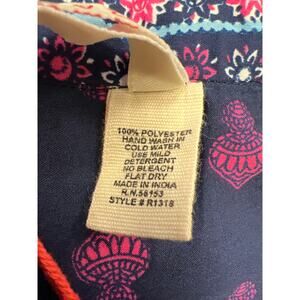 100% POLYESTER
HAND WASH IN
COLD WATER
USE MILD
DETERGENT
NO BLEACH
FLAT DRY
MADE IN INDIA
R.N.58153
STYLE # R1318